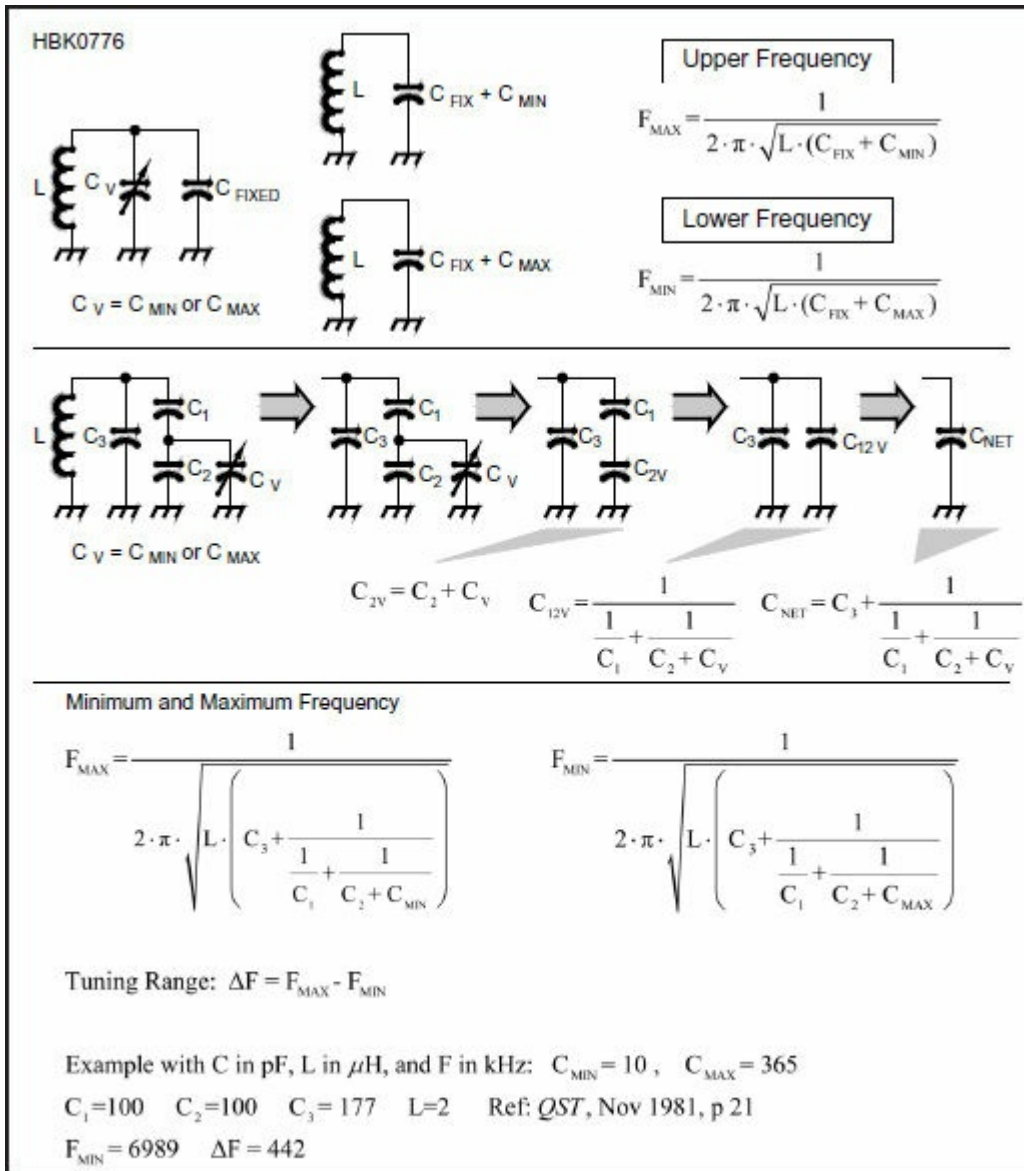 HBK0776
L
C V
C FIXED
C V = C MIN or C MAX
L
C FIX + C MIN
L
C FIX + C MAX
Upper Frequency
F_MAX = 1 / (2·π·√(L·(C_FIX + C_MIN)))
Lower Frequency
F_MIN = 1 / (2·π·√(L·(C_FIX + C_MAX)))
L
C3
C1
C2
C V
C V = C MIN or C MAX
C3
C1
C2
C V
C3
C1
C2V
C3
C12 V
CNET
C_2V = C_2 + C_V
C_12V = 1 / (1/C_1 + 1/(C_2 + C_V))
C_NET = C_3 + 1 / (1/C_1 + 1/(C_2 + C_V))
Minimum and Maximum Frequency
F_MAX = 1 / (2·π·√(L·(C_3 + 1 / (1/C_1 + 1/(C_2 + C_MIN)))))
F_MIN = 1 / (2·π·√(L·(C_3 + 1 / (1/C_1 + 1/(C_2 + C_MAX)))))
Tuning Range: ΔF = F_MAX - F_MIN
Example with C in pF, L in μH, and F in kHz: C_MIN = 10 , C_MAX = 365
C_1=100 C_2=100 C_3 = 177 L=2 Ref: QST, Nov 1981, p 21
F_MIN = 6989 ΔF = 442